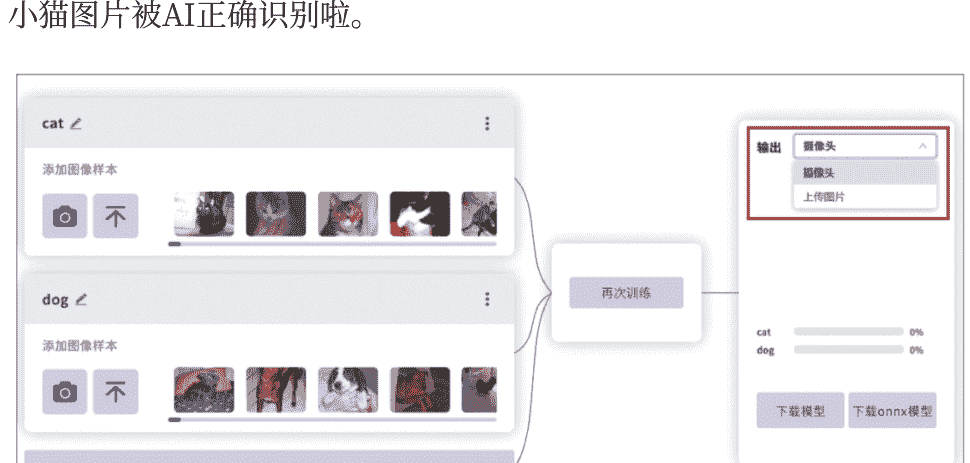 小猫图片被AI正确识别啦。
cat
添加图像样本
dog
添加图像样本
再次训练
输出 摄像头
摄像头
上传图片
cat 0%
dog 0%
下载模型 下载onnx模型